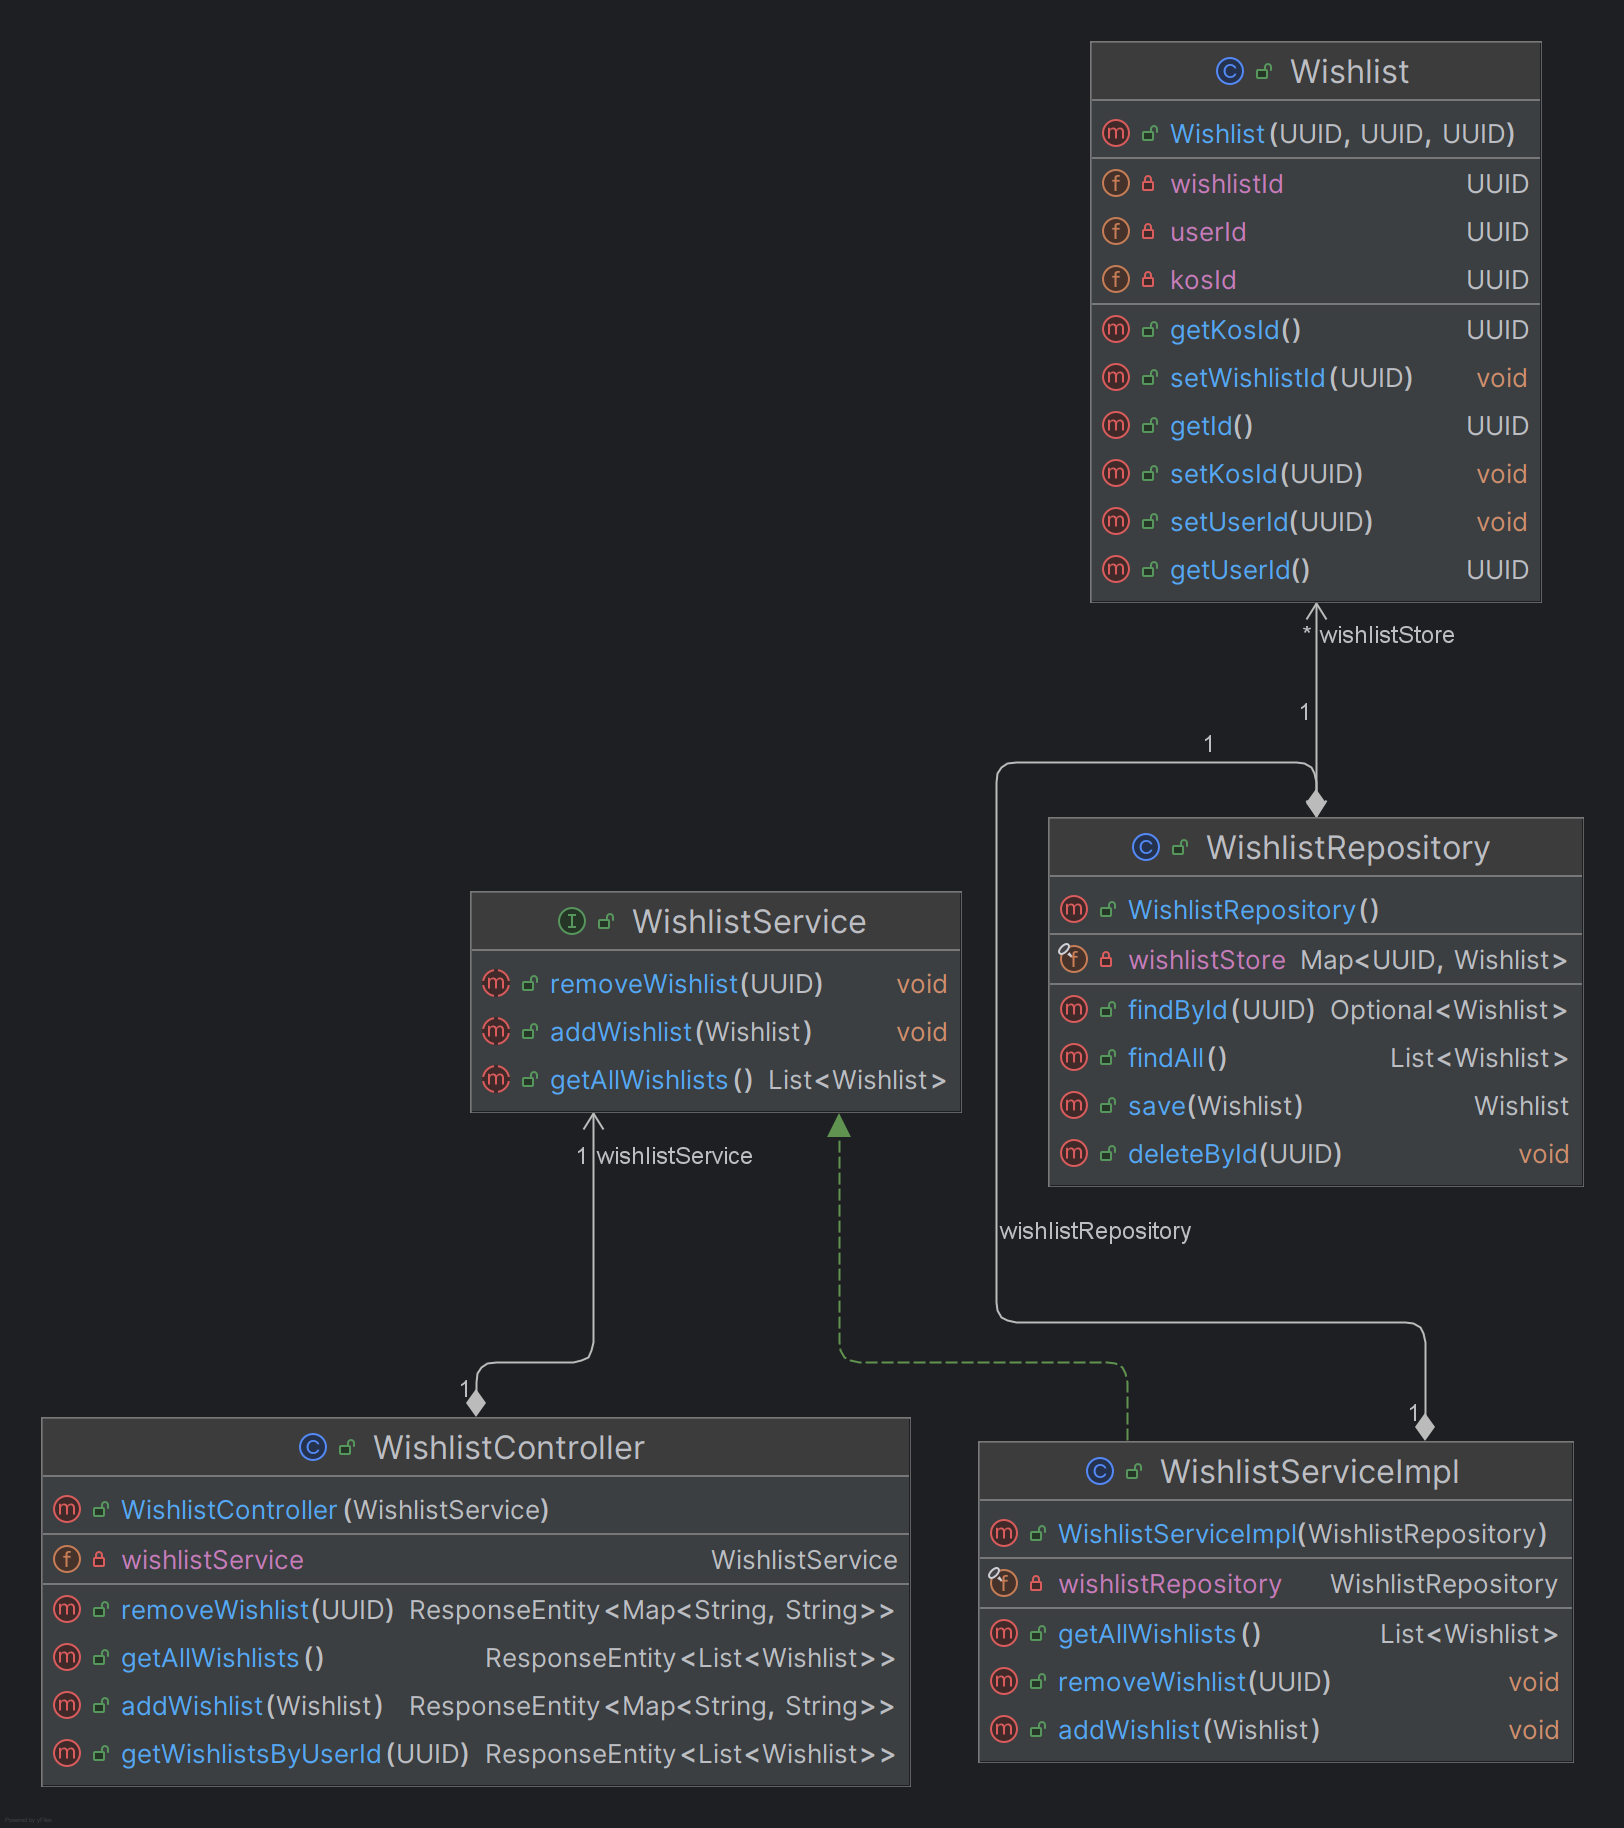 Wishlist
Wishlist(UUID, UUID, UUID)
wishlistId UUID
userId UUID
kosId UUID
getKosId() UUID
setWishlistId(UUID) void
getId() UUID
setKosId(UUID) void
setUserId(UUID) void
getUserId() UUID
* wishlistStore
1
1
WishlistRepository
WishlistRepository()
wishlistStore Map<UUID, Wishlist>
findById(UUID) Optional<Wishlist>
findAll() List<Wishlist>
save(Wishlist) Wishlist
deleteById(UUID) void
WishlistService
removeWishlist(UUID) void
addWishlist(Wishlist) void
getAllWishlists() List<Wishlist>
1 wishlistService
wishlistRepository
1
1
WishlistController
WishlistController(WishlistService)
wishlistService WishlistService
removeWishlist(UUID) ResponseEntity<Map<String, String>>
getAllWishlists() ResponseEntity<List<Wishlist>>
addWishlist(Wishlist) ResponseEntity<Map<String, String>>
getWishlistsByUserId(UUID) ResponseEntity<List<Wishlist>>
WishlistServiceImpl
WishlistServiceImpl(WishlistRepository)
wishlistRepository WishlistRepository
getAllWishlists() List<Wishlist>
removeWishlist(UUID) void
addWishlist(Wishlist) void